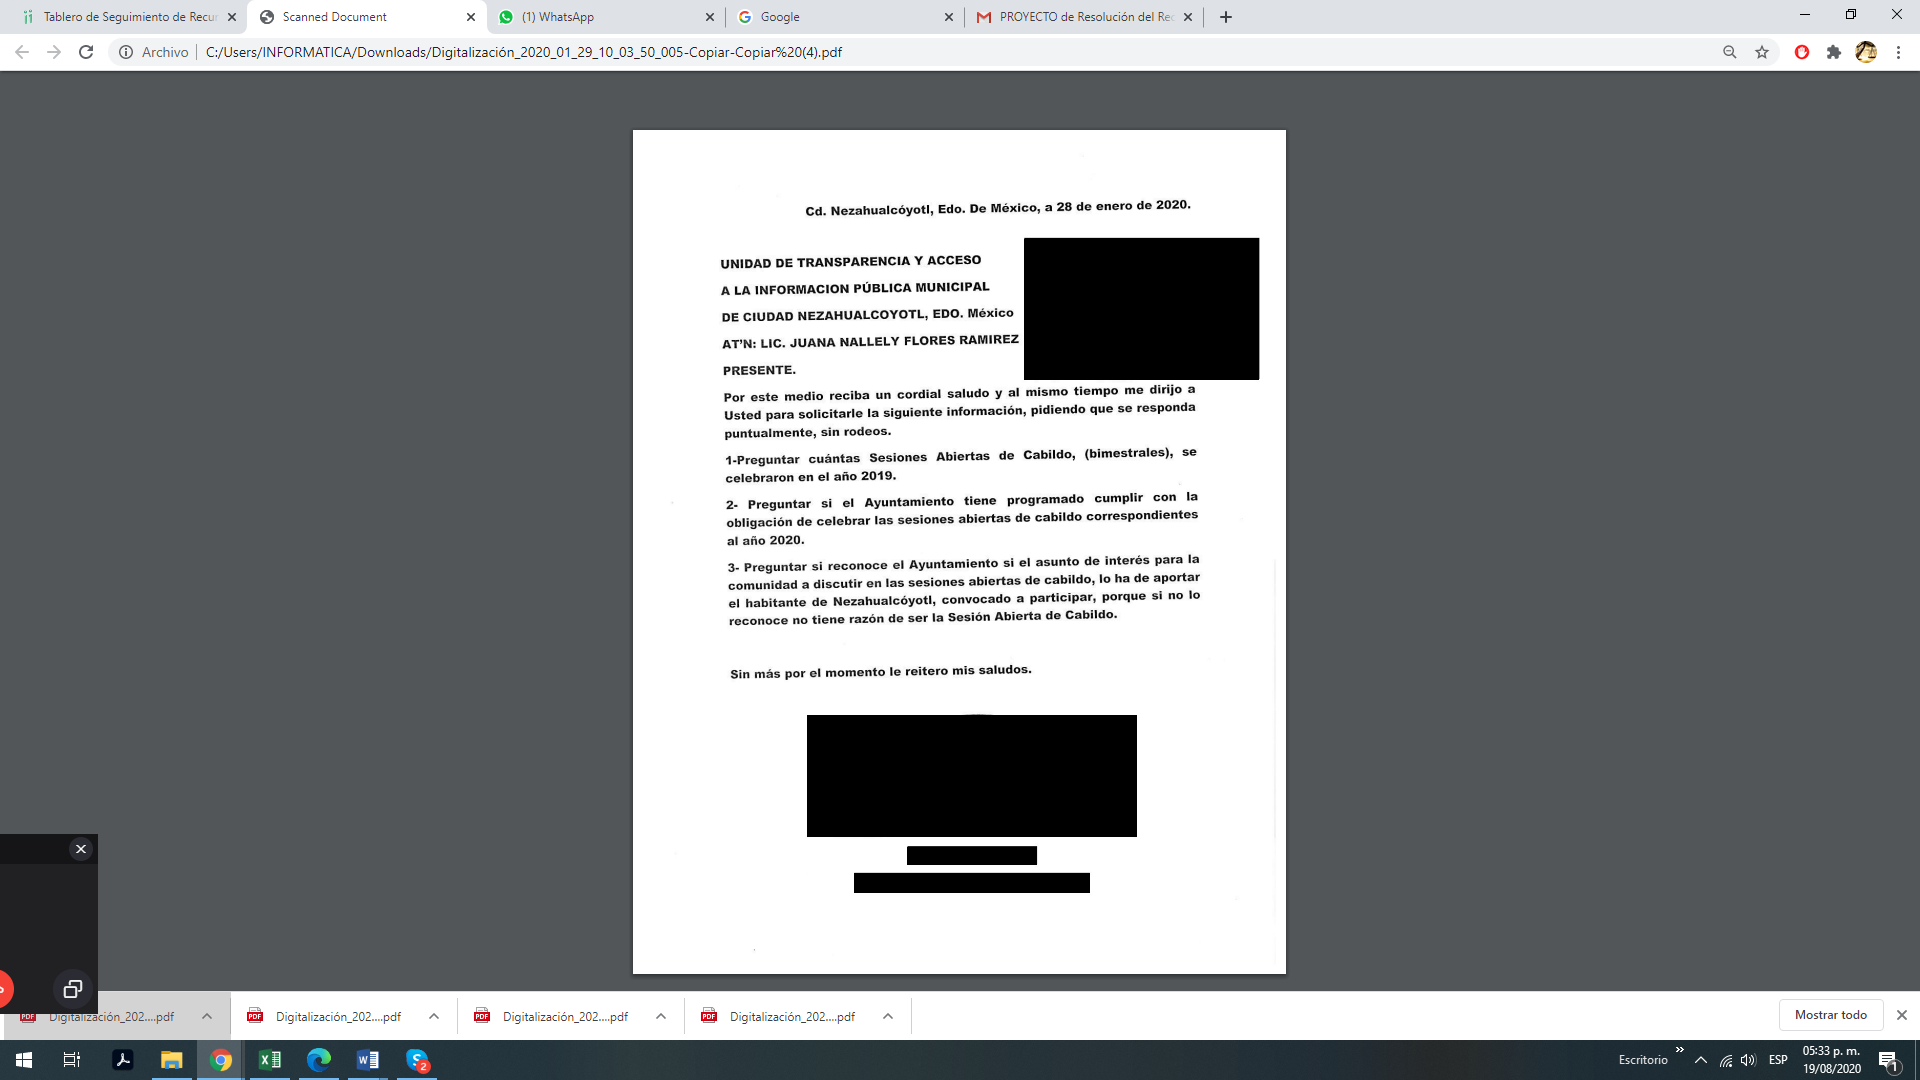 Tablero de Seguimiento de Recur
Scanned Document
(1) WhatsApp
Google
PROYECTO de Resolución del Rec
Archivo
C:/Users/INFORMATICA/Downloads/Digitalización_2020_01_29_10_03_50_005-Copiar-Copiar%20(4).pdf
Cd. Nezahualcóyotl, Edo. De México, a 28 de enero de 2020.
UNIDAD DE TRANSPARENCIA Y ACCESO
A LA INFORMACION PÚBLICA MUNICIPAL
DE CIUDAD NEZAHUALCOYOTL, EDO. México
AT'N: LIC. JUANA NALLELY FLORES RAMIREZ
PRESENTE.
Por este medio reciba un cordial saludo y al mismo tiempo me dirijo a
Usted para solicitarle la siguiente información, pidiendo que se responda
puntualmente, sin rodeos.
1-Preguntar cuántas Sesiones Abiertas de Cabildo, (bimestrales), se
celebraron en el año 2019.
2- Preguntar si el Ayuntamiento tiene programado cumplir con la
obligación de celebrar las sesiones abiertas de cabildo correspondientes
al año 2020.
3- Preguntar si reconoce el Ayuntamiento si el asunto de interés para la
comunidad a discutir en las sesiones abiertas de cabildo, lo ha de aportar
el habitante de Nezahualcóyotl, convocado a participar, porque si no lo
reconoce no tiene razón de ser la Sesión Abierta de Cabildo.
Sin más por el momento le reitero mis saludos.
Digitalización_202....pdf
Digitalización_202....pdf
Digitalización_202....pdf
Digitalización_202....pdf
Mostrar todo
Escritorio
ESP
05:33 p. m.
19/08/2020
1
2